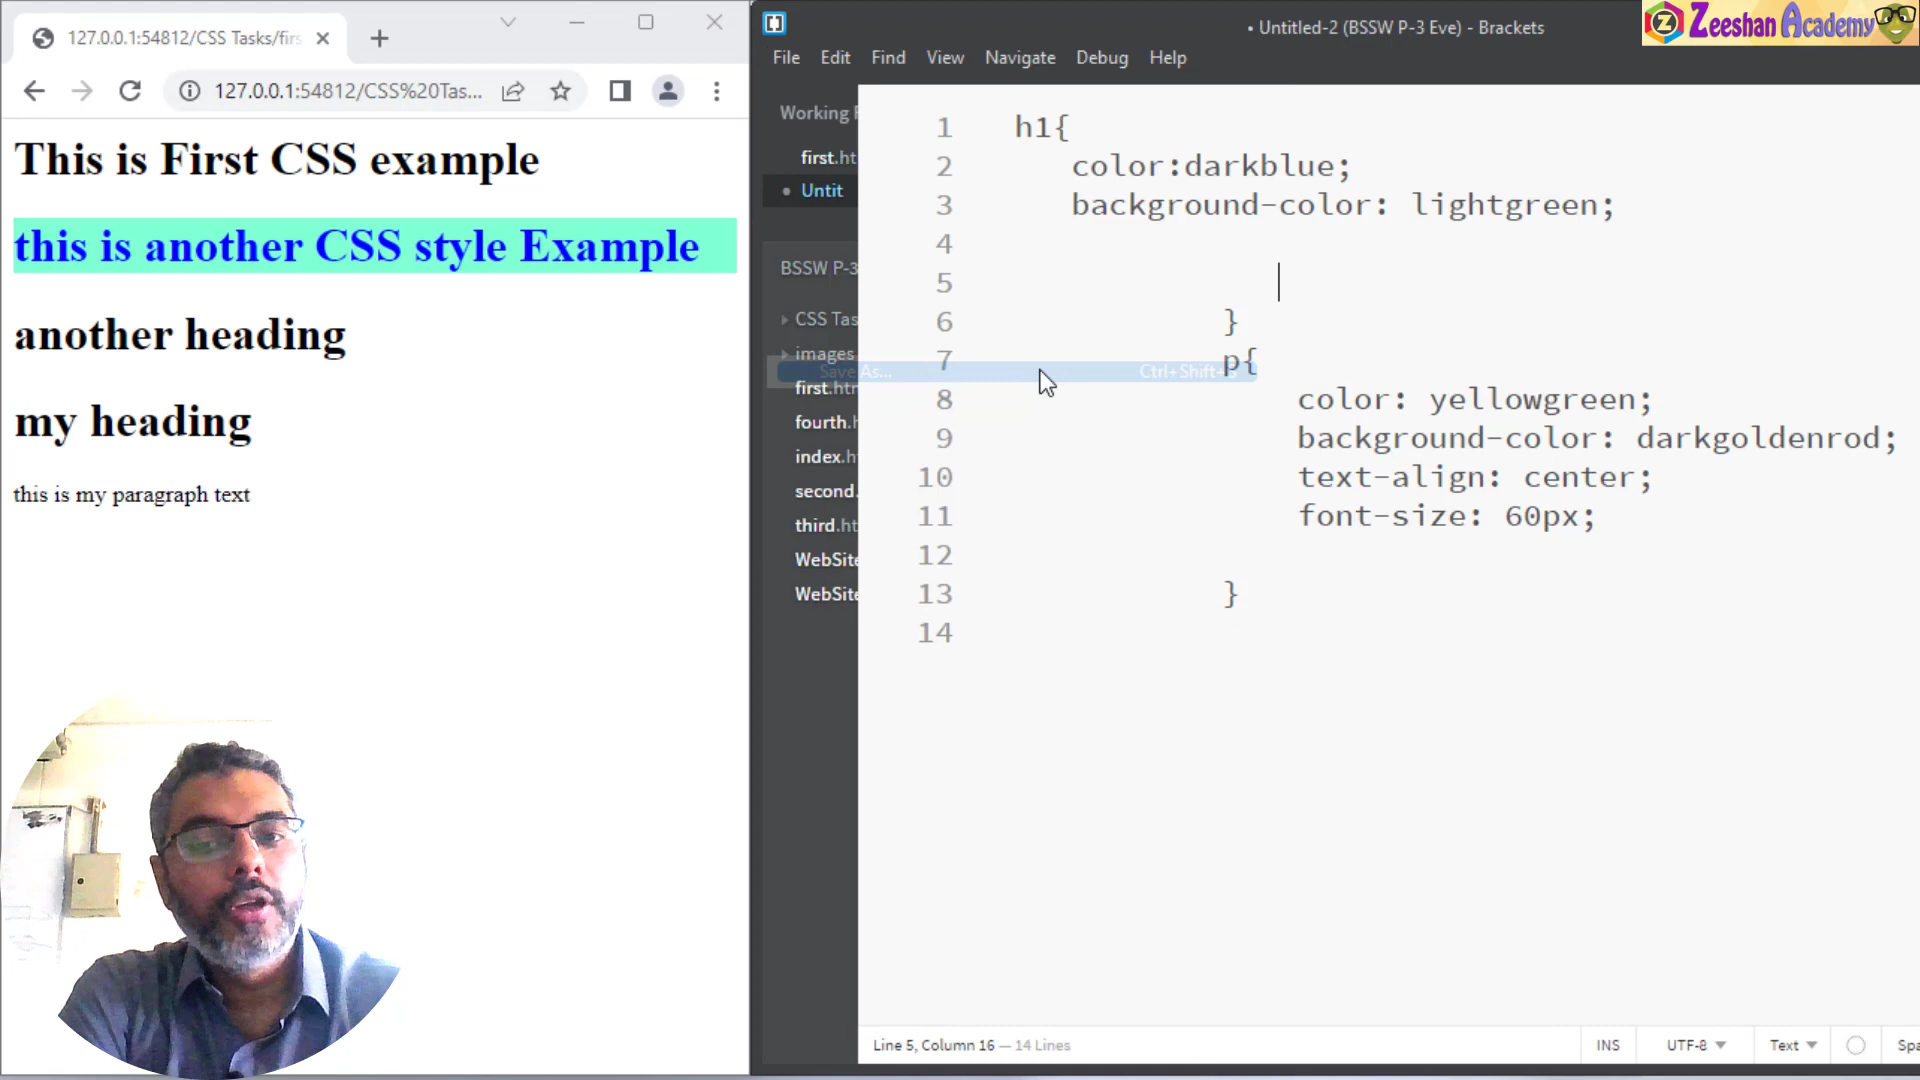 127.0.0.1:54812/CSS Tasks/firs
127.0.0.1:54812/CSS%20Tas...
This is First CSS example
this is another CSS style Example
another heading
my heading
this is my paragraph text
• Untitled-2 (BSSW P-3 Eve) - Brackets
Zeeshan Academy
File Edit Find View Navigate Debug Help
Working F
first.ht
• Untit
BSSW P-3
CSS Tas
images
first.htm
fourth.h
index.h
second.
third.ht
WebSite
WebSite
Save As... Ctrl+Shift+S
1 h1{
2 color:darkblue;
3 background-color: lightgreen;
4
5
6 }
7 p{
8 color: yellowgreen;
9 background-color: darkgoldenrod;
10 text-align: center;
11 font-size: 60px;
12
13 }
14
Line 5, Column 16 — 14 Lines
INS UTF-8 Text Spa